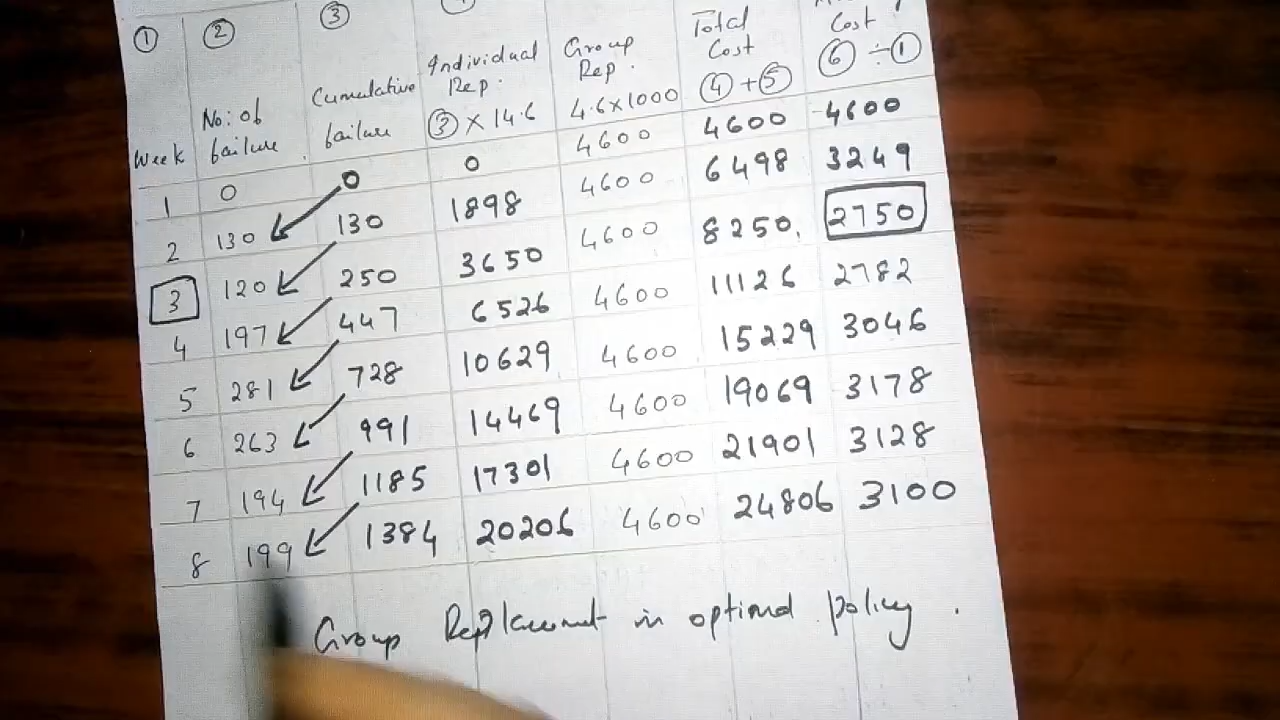 ① ② ③
No: of failure
Cumulative failure
Individual Rep. ③ × 14.6
Group Rep. 4.6 x 1000
Total Cost ④ + ⑤
Cost ⑥ ÷ ①
Week
1 0 0 0 4600 4600 4600
2 130 130 1898 4600 6498 3249
3 120 250 3650 4600 8250. 2750
4 197 447 6526 4600 11126 2782
5 281 728 10629 4600 15229 3046
6 263 991 14469 4600 19069 3178
7 194 1185 17301 4600 21901 3128
8 199 1384 20206 4600 24806 3100
Group Replacement in optimal policy.